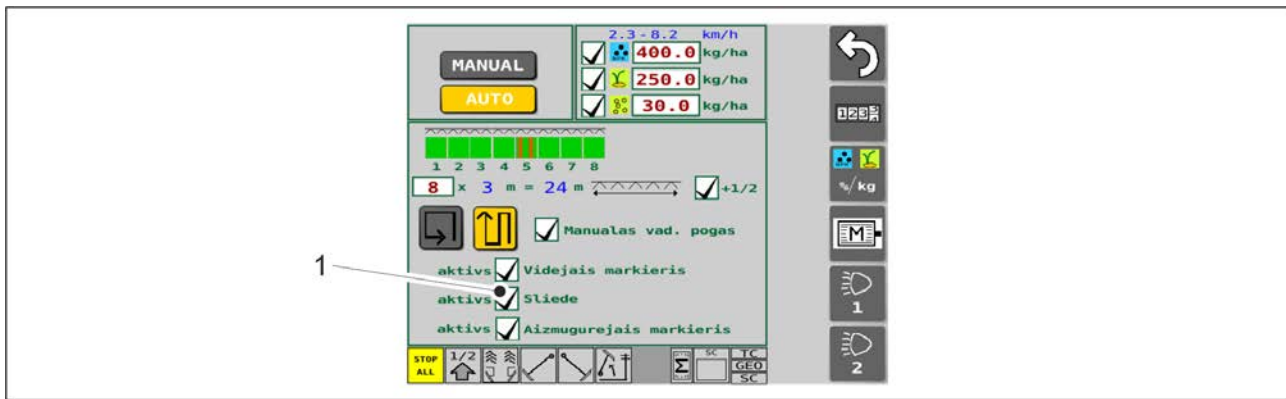 2.3 - 8.2 km/h
MANUAL
400.0 kg/ha
AUTO
250.0 kg/ha
30.0 kg/ha
1 2 3 4 5 6 7 8
8 x 3 m = 24 m +1/2
%/kg
M
Manualas vad. pogas
1
aktivs Videjais markieris
aktivs Sliede
aktivs Aizmugurejais markieris
1
2
STOP ALL 1/2 Σ SC TC GEO SC